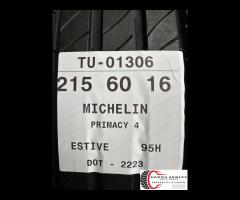 TU-01306
215 60 16
MICHELIN
PRIMACY 4
ESTIVE 95H
DOT - 2223